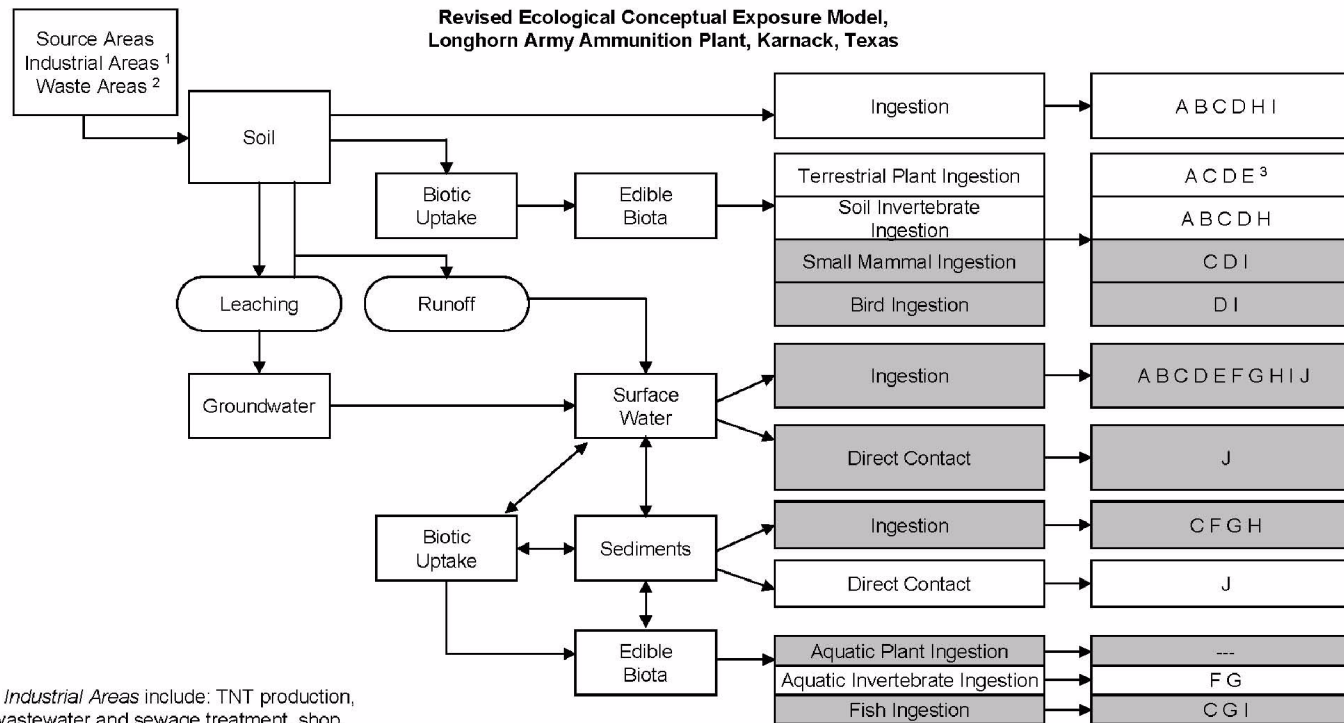 Revised Ecological Conceptual Exposure Model,
Longhorn Army Ammunition Plant, Karnack, Texas
Source Areas
Industrial Areas 1
Waste Areas 2
Soil
Ingestion
A B C D H I
Biotic
Uptake
Edible
Biota
Terrestrial Plant Ingestion
A C D E 3
Soil Invertebrate
Ingestion
A B C D H
Small Mammal Ingestion
C D I
Bird Ingestion
D I
Leaching
Runoff
Groundwater
Surface
Water
Ingestion
A B C D E F G H I J
Direct Contact
J
Biotic
Uptake
Sediments
Ingestion
C F G H
Direct Contact
J
Edible
Biota
Aquatic Plant Ingestion
---
Aquatic Invertebrate Ingestion
F G
Fish Ingestion
C G I
Industrial Areas include: TNT production,
wastewater and sewage treatment, shop